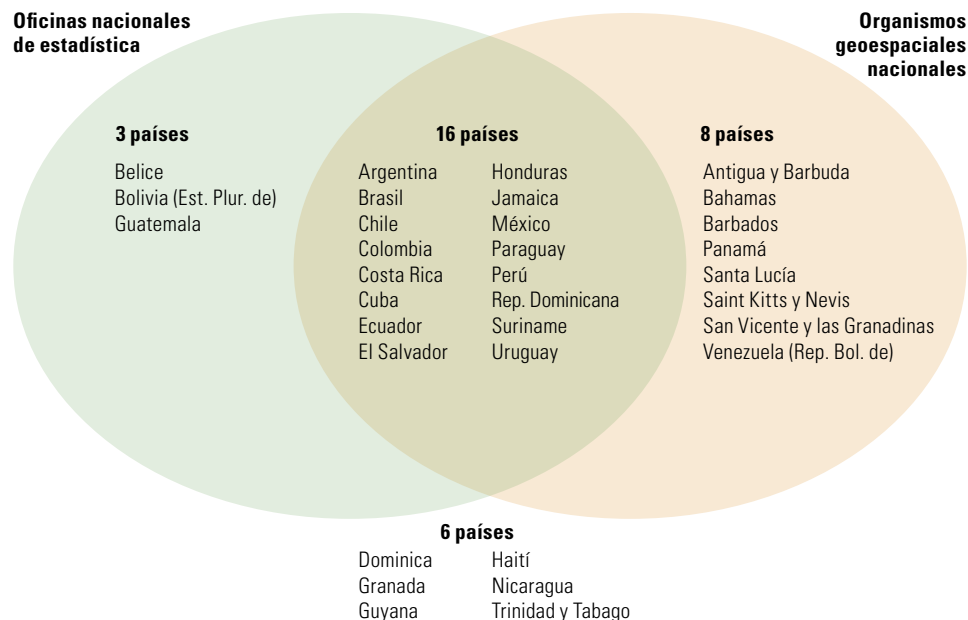 Oficinas nacionales
de estadística
Organismos
geoespaciales
nacionales
3 países
Belice
Bolivia (Est. Plur. de)
Guatemala
16 países
Argentina
Brasil
Chile
Colombia
Costa Rica
Cuba
Ecuador
El Salvador
Honduras
Jamaica
México
Paraguay
Perú
Rep. Dominicana
Suriname
Uruguay
8 países
Antigua y Barbuda
Bahamas
Barbados
Panamá
Santa Lucía
Saint Kitts y Nevis
San Vicente y las Granadinas
Venezuela (Rep. Bol. de)
6 países
Dominica
Granada
Guyana
Haití
Nicaragua
Trinidad y Tabago